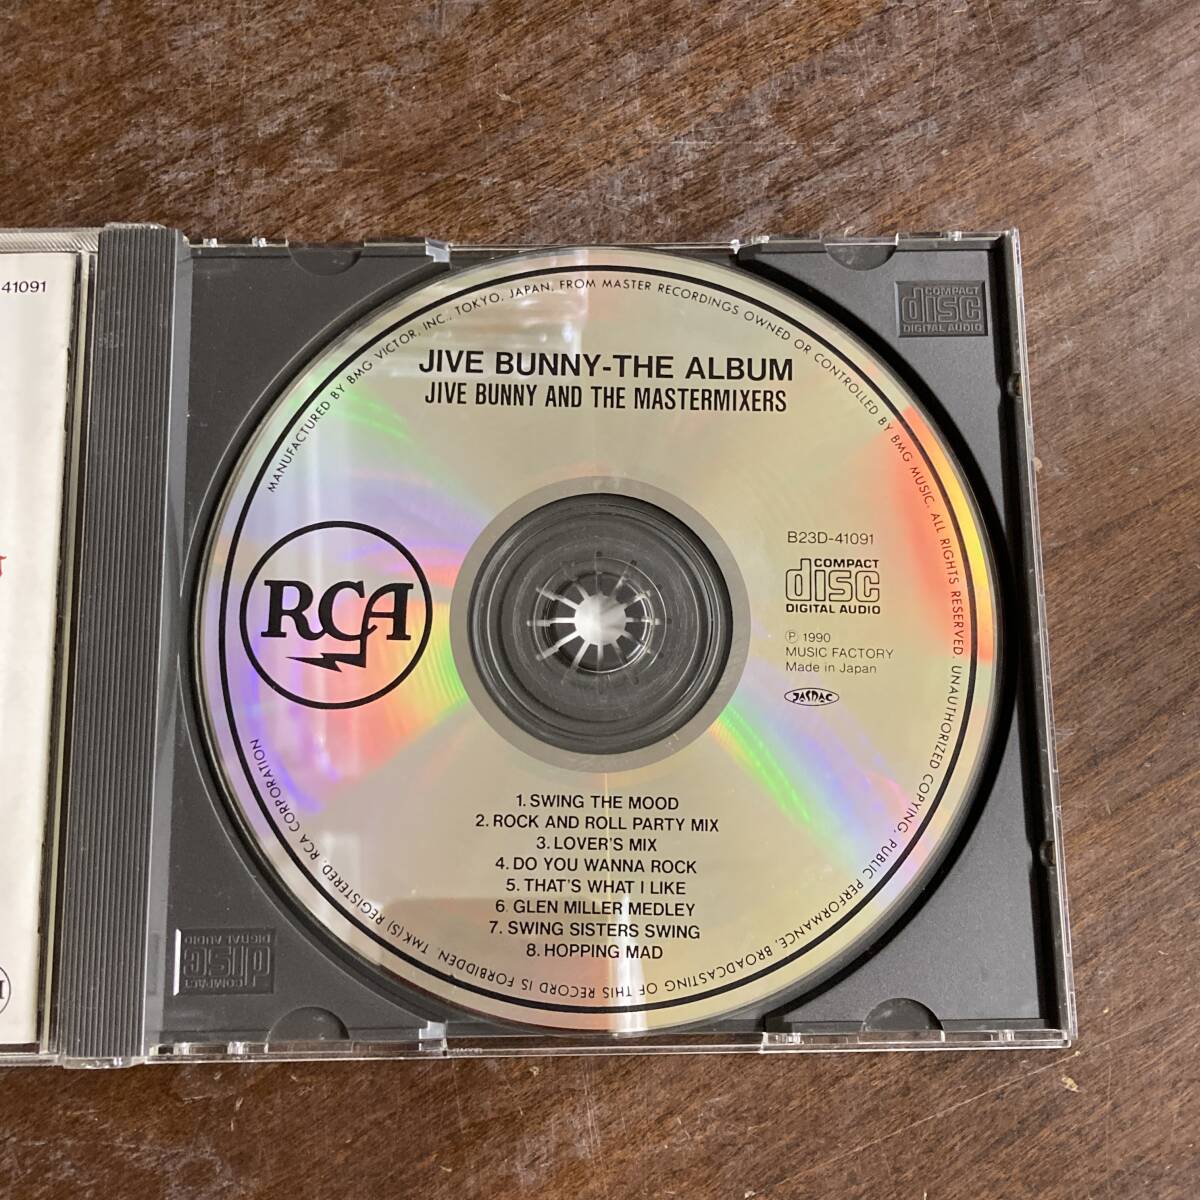 41091
COMPACT
disc
DIGITAL AUDIO
MANUFACTURED BY BMG VICTOR, INC., TOKYO, JAPAN, FROM MASTER RECORDINGS OWNED OR CONTROLLED BY BMG MUSIC. ALL RIGHTS RESERVED. UNAUTHORIZED COPYING, PUBLIC PERFORMANCE, BROADCASTING OF THIS RECORD IS FORBIDDEN. TMK(S) REGISTERED. RCA CORPORATION
JIVE BUNNY-THE ALBUM
JIVE BUNNY AND THE MASTERMIXERS
RCA
B23D-41091
COMPACT
disc
DIGITAL AUDIO
Ⓟ 1990
MUSIC FACTORY
Made in Japan
JASRAC
1. SWING THE MOOD
2. ROCK AND ROLL PARTY MIX
3. LOVER'S MIX
4. DO YOU WANNA ROCK
5. THAT'S WHAT I LIKE
6. GLEN MILLER MEDLEY
7. SWING SISTERS SWING
8. HOPPING MAD
COMPACT
disc
DIGITAL AUDIO